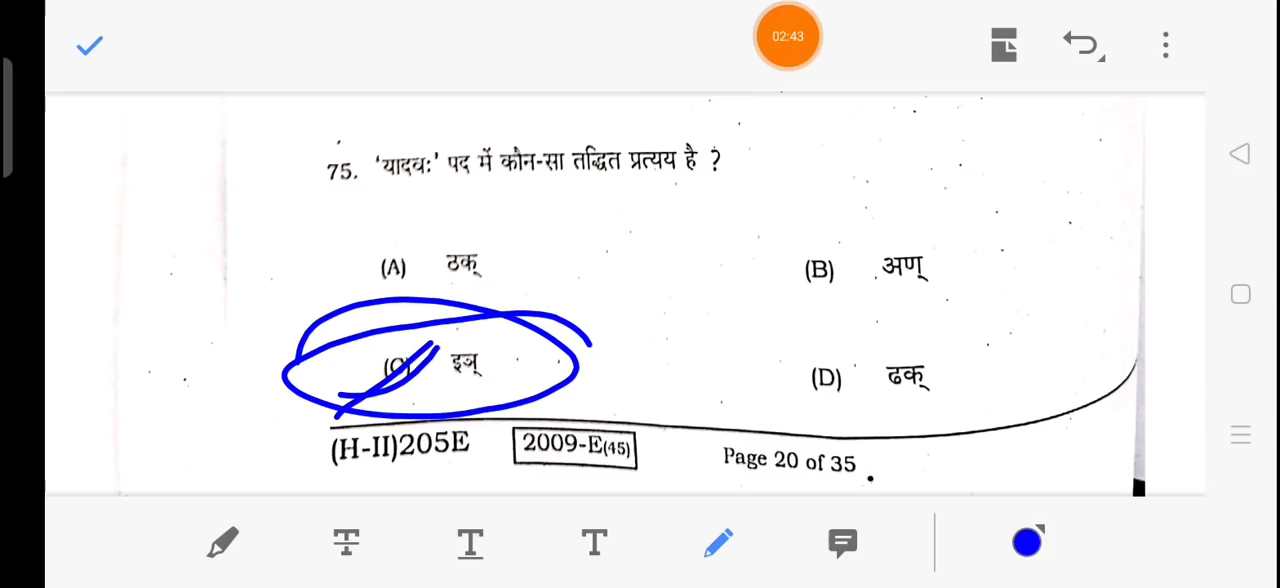 02:43
75. 'यादवः' पद में कौन-सा तद्धित प्रत्यय है ?
(A) ठक् (B) अण्
(C) इञ् (D) ढक्
(H-II)205E 2009-E(45) Page 20 of 35